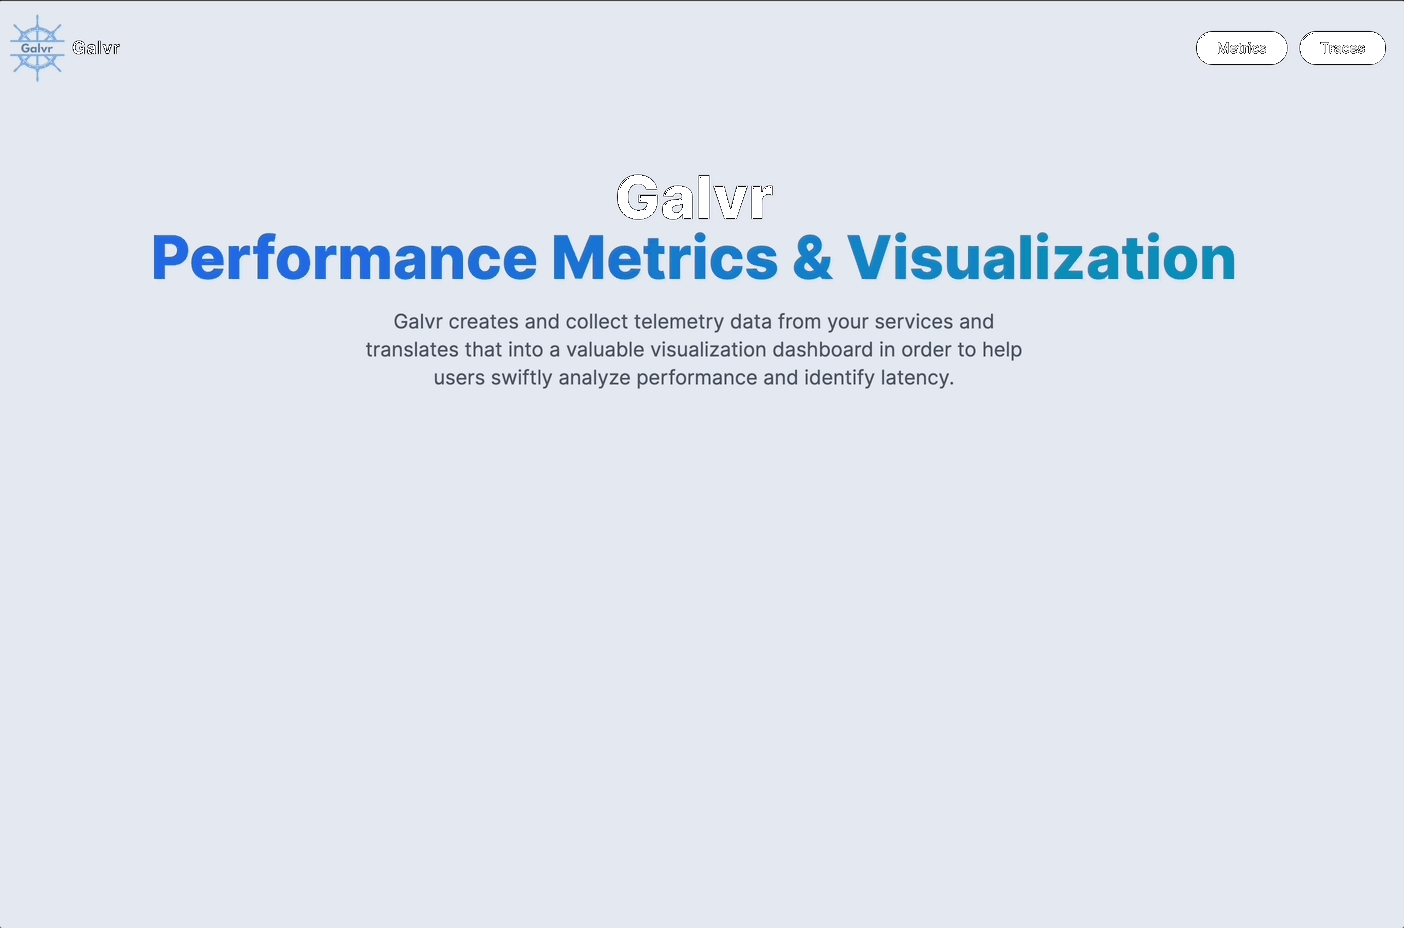 Galvr
Galvr
Metrics
Traces
Galvr
Performance Metrics & Visualization
Galvr creates and collect telemetry data from your services and
translates that into a valuable visualization dashboard in order to help
users swiftly analyze performance and identify latency.